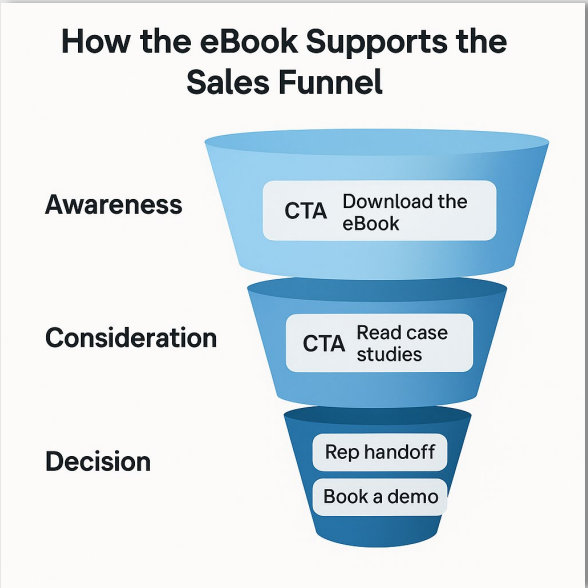 How the eBook Supports the
Sales Funnel
Awareness
CTA
Download the
eBook
Consideration
CTA
Read case
studies
Decision
Rep handoff
Book a demo